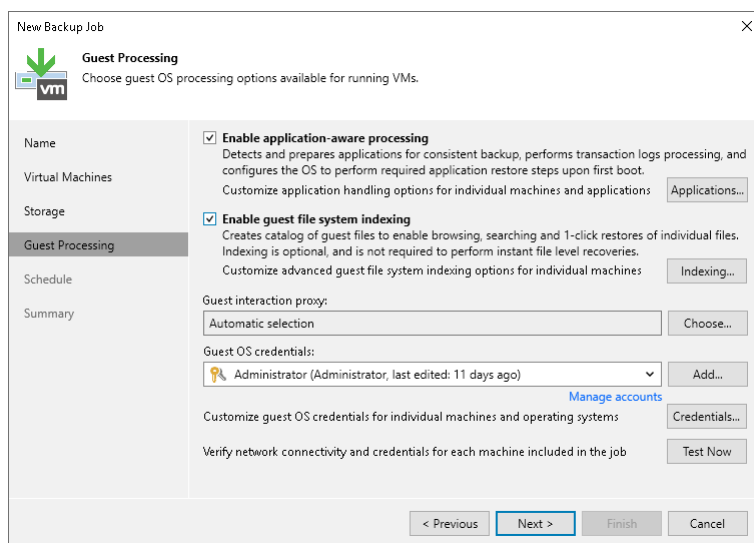 New Backup Job
Guest Processing
Choose guest OS processing options available for running VMs.
vm
Name
Virtual Machines
Storage
Guest Processing
Schedule
Summary
Enable application-aware processing
Detects and prepares applications for consistent backup, performs transaction logs processing, and
configures the OS to perform required application restore steps upon first boot.
Customize application handling options for individual machines and applications
Applications...
Enable guest file system indexing
Creates catalog of guest files to enable browsing, searching and 1-click restores of individual files.
Indexing is optional, and is not required to perform instant file level recoveries.
Customize advanced guest file system indexing options for individual machines
Indexing...
Guest interaction proxy:
Automatic selection
Choose...
Guest OS credentials:
Administrator (Administrator, last edited: 11 days ago)
Add...
Manage accounts
Customize guest OS credentials for individual machines and operating systems
Credentials...
Verify network connectivity and credentials for each machine included in the job
Test Now
< Previous
Next >
Finish
Cancel